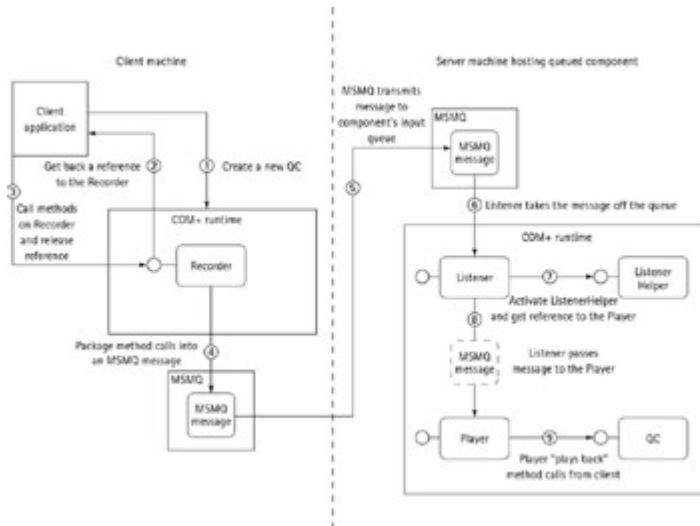 Client machine
Server machine hosting queued component
Client
application
①
Create a new QC
②
Get back a reference
to the Recorder
③
Call methods
on Recorder
and release
reference
COM+ runtime
Recorder
④
Package method calls into
an MSMQ message
MSMQ
MSMQ
message
MSMQ transmits
message to
component's input
queue
⑤
MSMQ
MSMQ
message
⑥
Listener takes the message off the queue
COM+ runtime
Listener
⑦
Listener
Helper
Activate ListenerHelper
and get reference to the Player
⑧
MSMQ
message
Listener passes
message to the Player
Player
⑨
QC
Player "plays back"
method calls from client